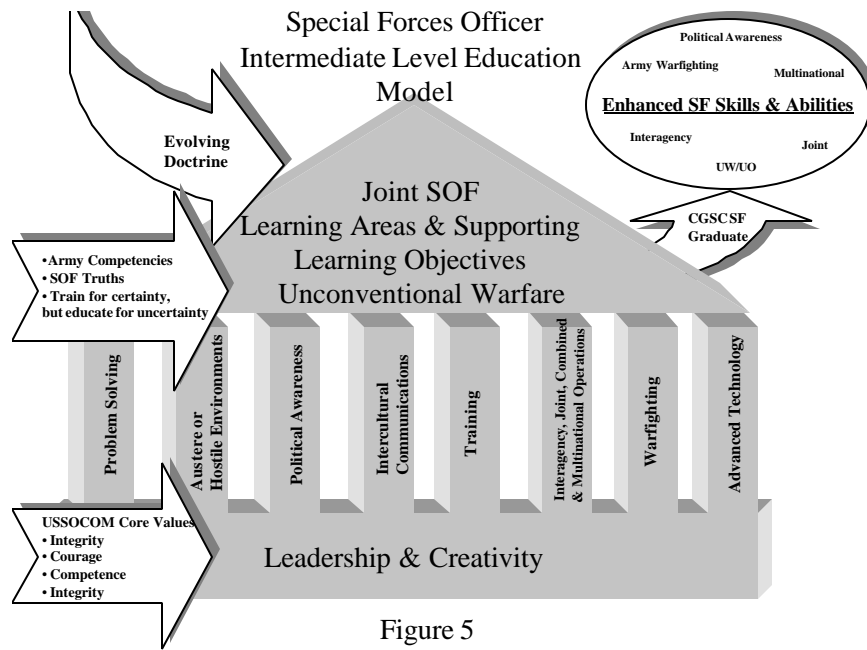 Special Forces Officer
Intermediate Level Education
Model
Political Awareness
Army Warfighting
Multinational
Enhanced SF Skills & Abilities
Interagency
Joint
UW/UO
CGSC SF
Graduate
Evolving
Doctrine
Joint SOF
Learning Areas & Supporting
Learning Objectives
Unconventional Warfare
•Army Competencies
• SOF Truths
• Train for certainty,
but educate for uncertainty
Problem Solving
Austere or
Hostile Environments
Political Awareness
Intercultural
Communications
Training
Interagency, Joint, Combined
& Multinational Operations
Warfighting
Advanced Technology
USSOCOM Core Values
• Integrity
• Courage
• Competence
• Integrity
Leadership & Creativity
Figure 5